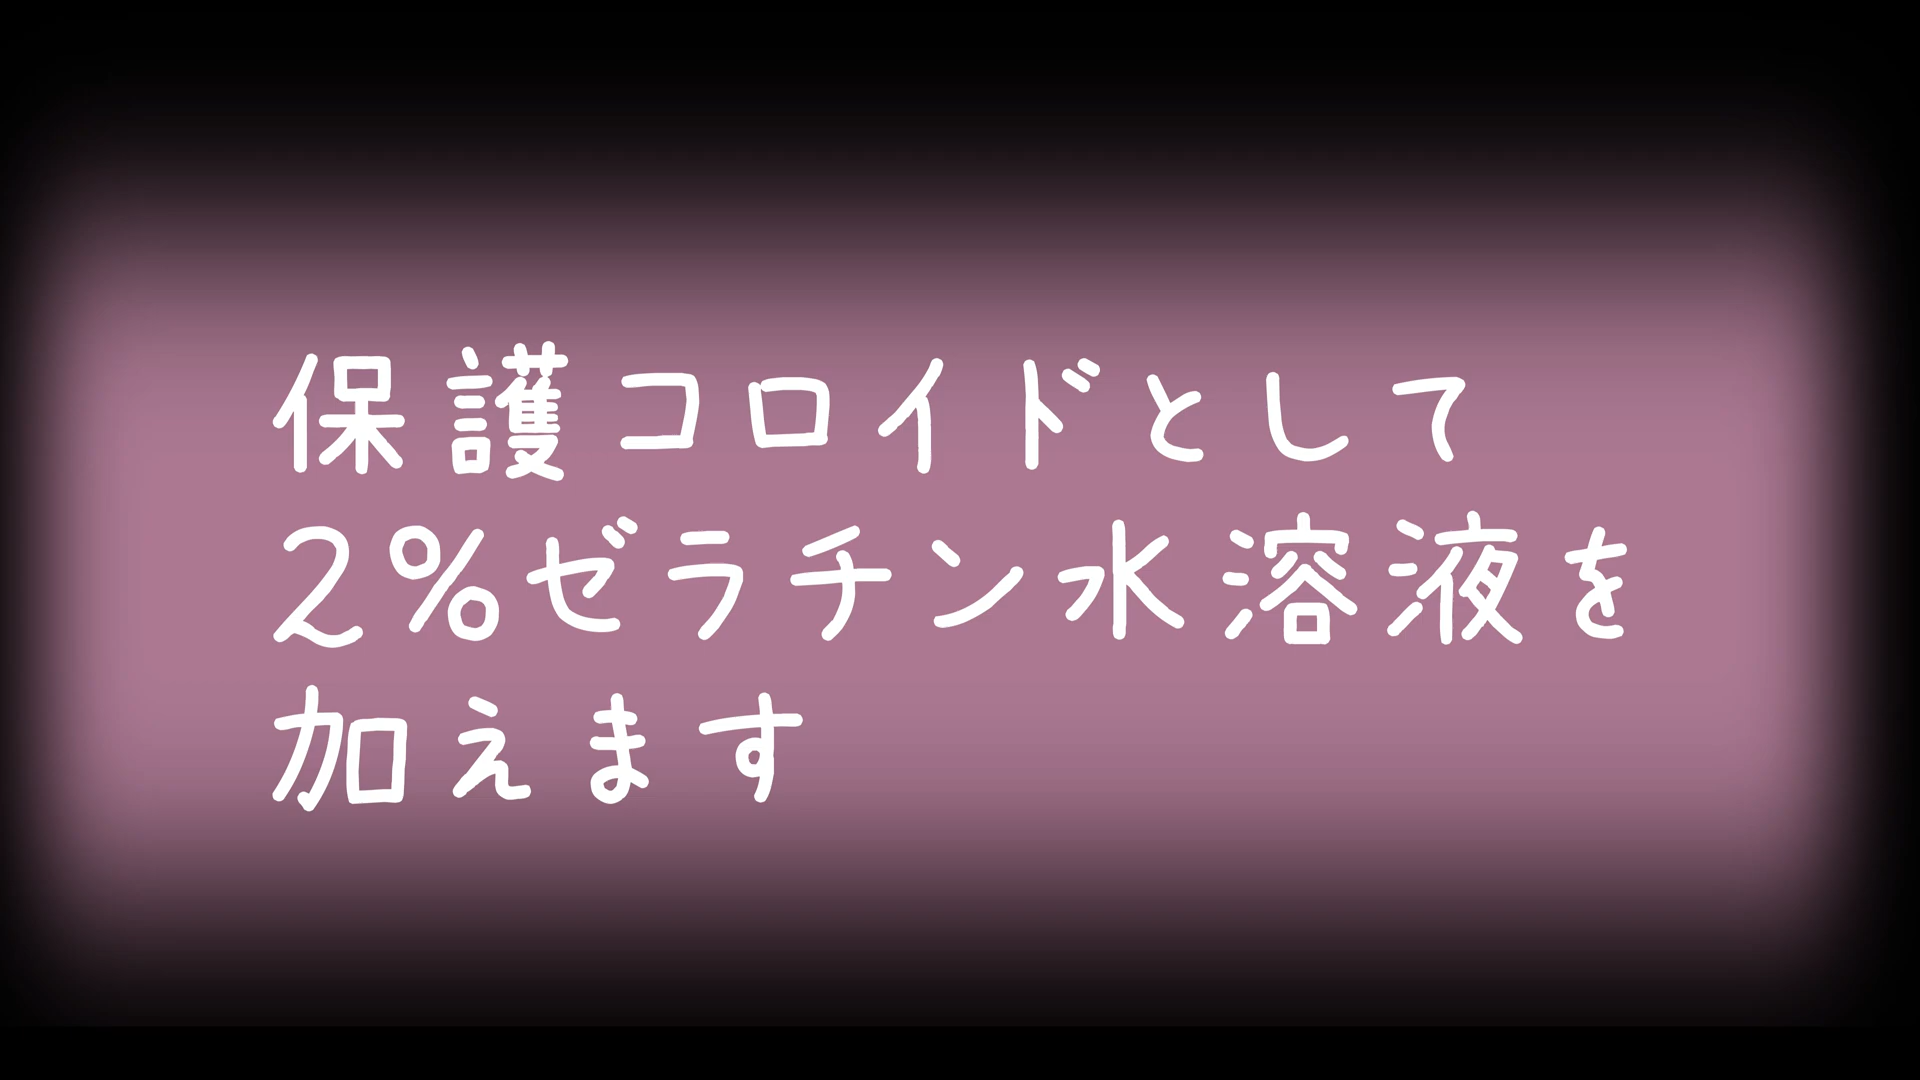 保護コロイドとして
2%ゼラチン水溶液を
加えます